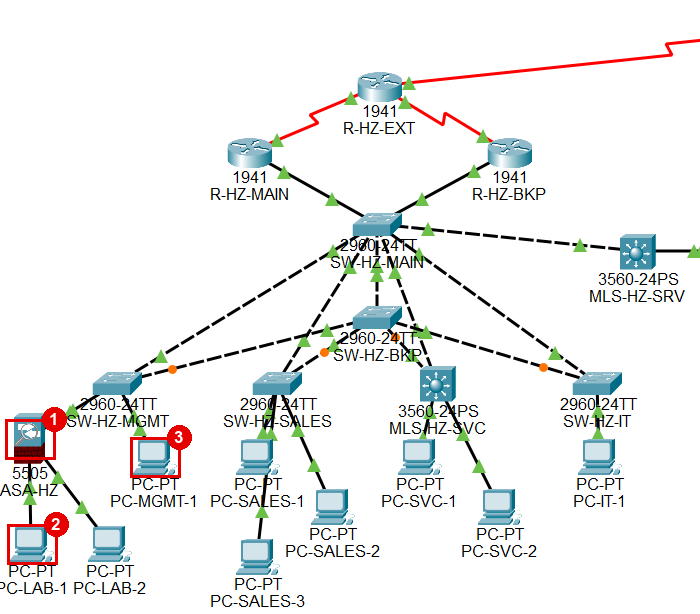 1941
R-HZ-EXT
1941
R-HZ-MAIN
1941
R-HZ-BKP
2960-24TT
SW-HZ-MAIN
3560-24PS
MLS-HZ-SRV
2960-24TT
SW-HZ-BKP
2960-24TT
SW-HZ-MGMT
2960-24TT
SW-HZ-SALES
3560-24PS
MLS-HZ-SVC
2960-24TT
SW-HZ-IT
1
5505
ASA-HZ
3
PC-PT
PC-MGMT-1
PC-PT
PC-SALES-1
PC-PT
PC-SVC-1
PC-PT
PC-IT-1
2
PC-PT
PC-LAB-1
PC-PT
PC-LAB-2
PC-PT
PC-SALES-2
PC-PT
PC-SVC-2
PC-PT
PC-SALES-3